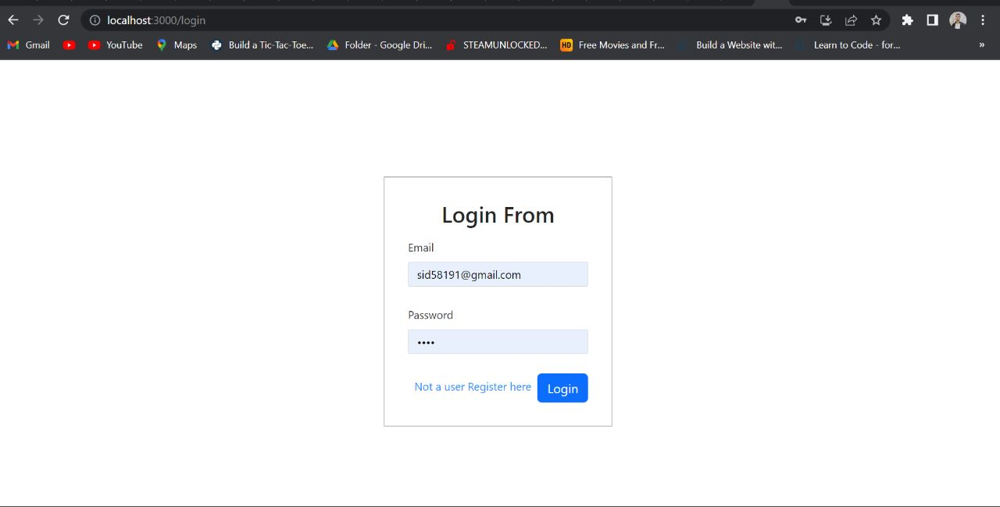 localhost:3000/login
Gmail YouTube Maps Build a Tic-Tac-Toe... Folder - Google Dri... STEAMUNLOCKED... HD Free Movies and Fr... Build a Website wit... Learn to Code - for... »
Login From
Email
sid58191@gmail.com
Password
••••
Not a user Register here Login